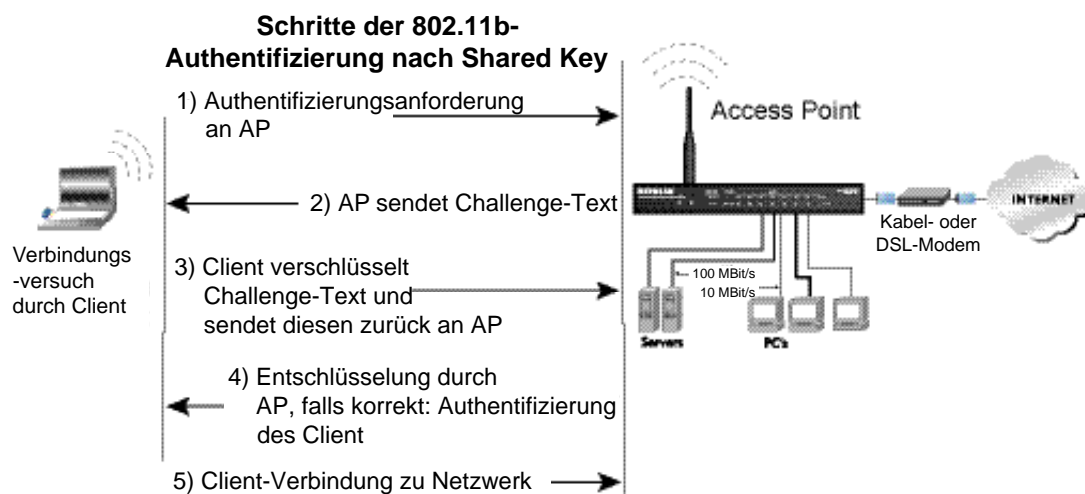 Schritte der 802.11b-
Authentifizierung nach Shared Key
1) Authentifizierungsanforderung
an AP
Access Point
2) AP sendet Challenge-Text
INTERNET
Kabel- oder
DSL-Modem
Verbindungs
-versuch
durch Client
3) Client verschlüsselt
Challenge-Text und
sendet diesen zurück an AP
100 MBit/s
10 MBit/s
Servers
PC's
4) Entschlüsselung durch
AP, falls korrekt: Authentifizierung
des Client
5) Client-Verbindung zu Netzwerk